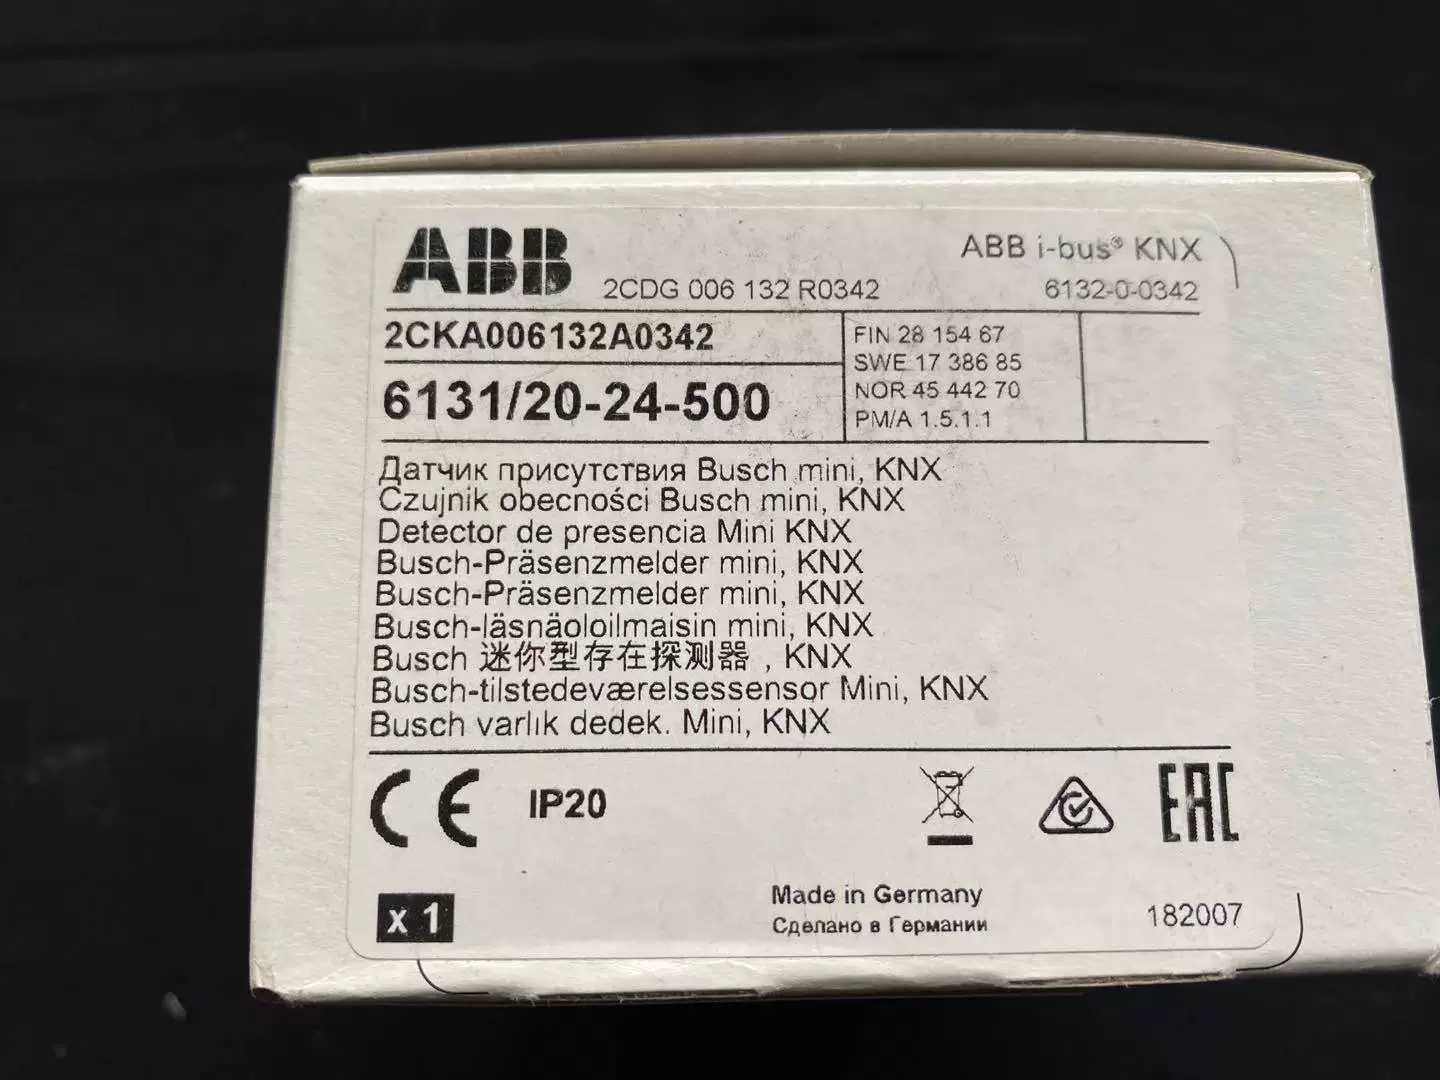 ABB
2CDG 006 132 R0342
ABB i-bus® KNX
6132-0-0342
2CKA006132A0342
6131/20-24-500
FIN 28 154 67
SWE 17 386 85
NOR 45 442 70
PM/A 1.5.1.1
Датчик присутствия Busch mini, KNX
Czujnik obecności Busch mini, KNX
Detector de presencia Mini KNX
Busch-Präsenzmelder mini, KNX
Busch-Präsenzmelder mini, KNX
Busch-läsnäoloilmaisin mini, KNX
Busch 迷你型存在探测器 , KNX
Busch-tilstedeværelsessensor Mini, KNX
Busch varlık dedek. Mini, KNX
CE IP20
EAC
x 1
Made in Germany
Сделано в Германии
182007